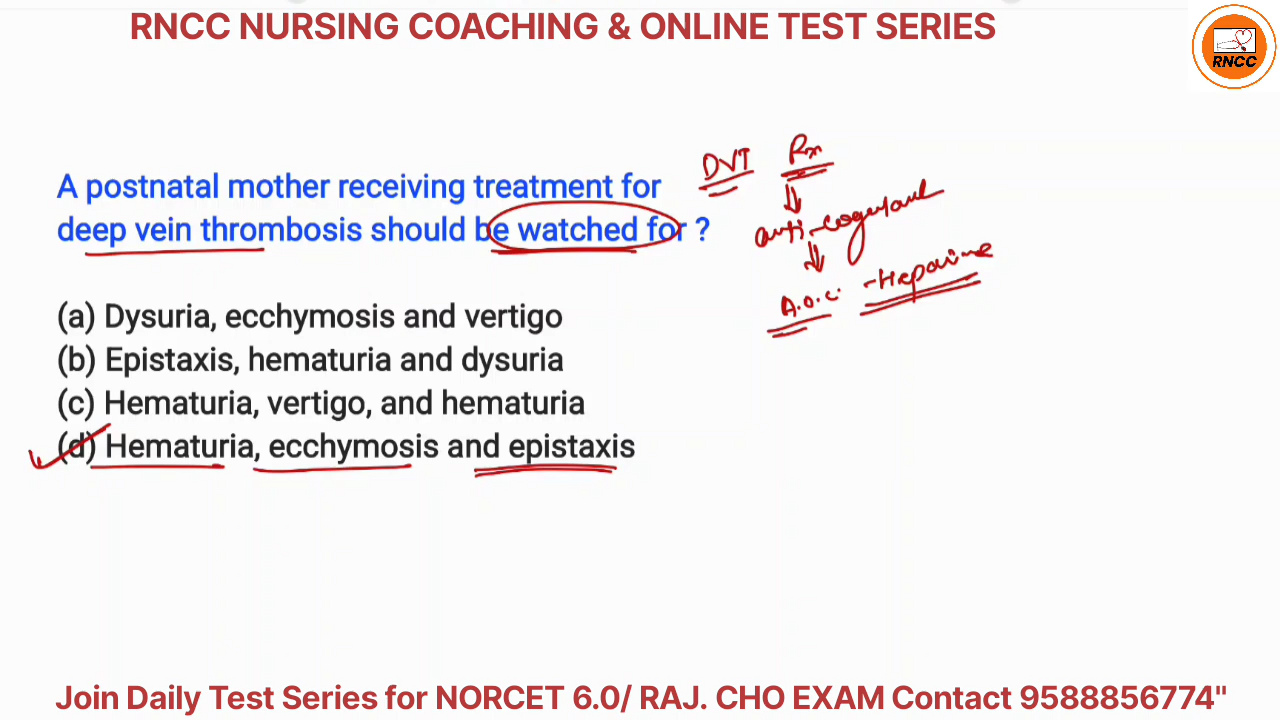 RNCC NURSING COACHING & ONLINE TEST SERIES
RNCC
A postnatal mother receiving treatment for
deep vein thrombosis should be watched for ?
(a) Dysuria, ecchymosis and vertigo
(b) Epistaxis, hematuria and dysuria
(c) Hematuria, vertigo, and hematuria
(d) Hematuria, ecchymosis and epistaxis
DVT Rx
anti-
A.O.C. -Heparine
Join Daily Test Series for NORCET 6.0/ RAJ. CHO EXAM Contact 9588856774"